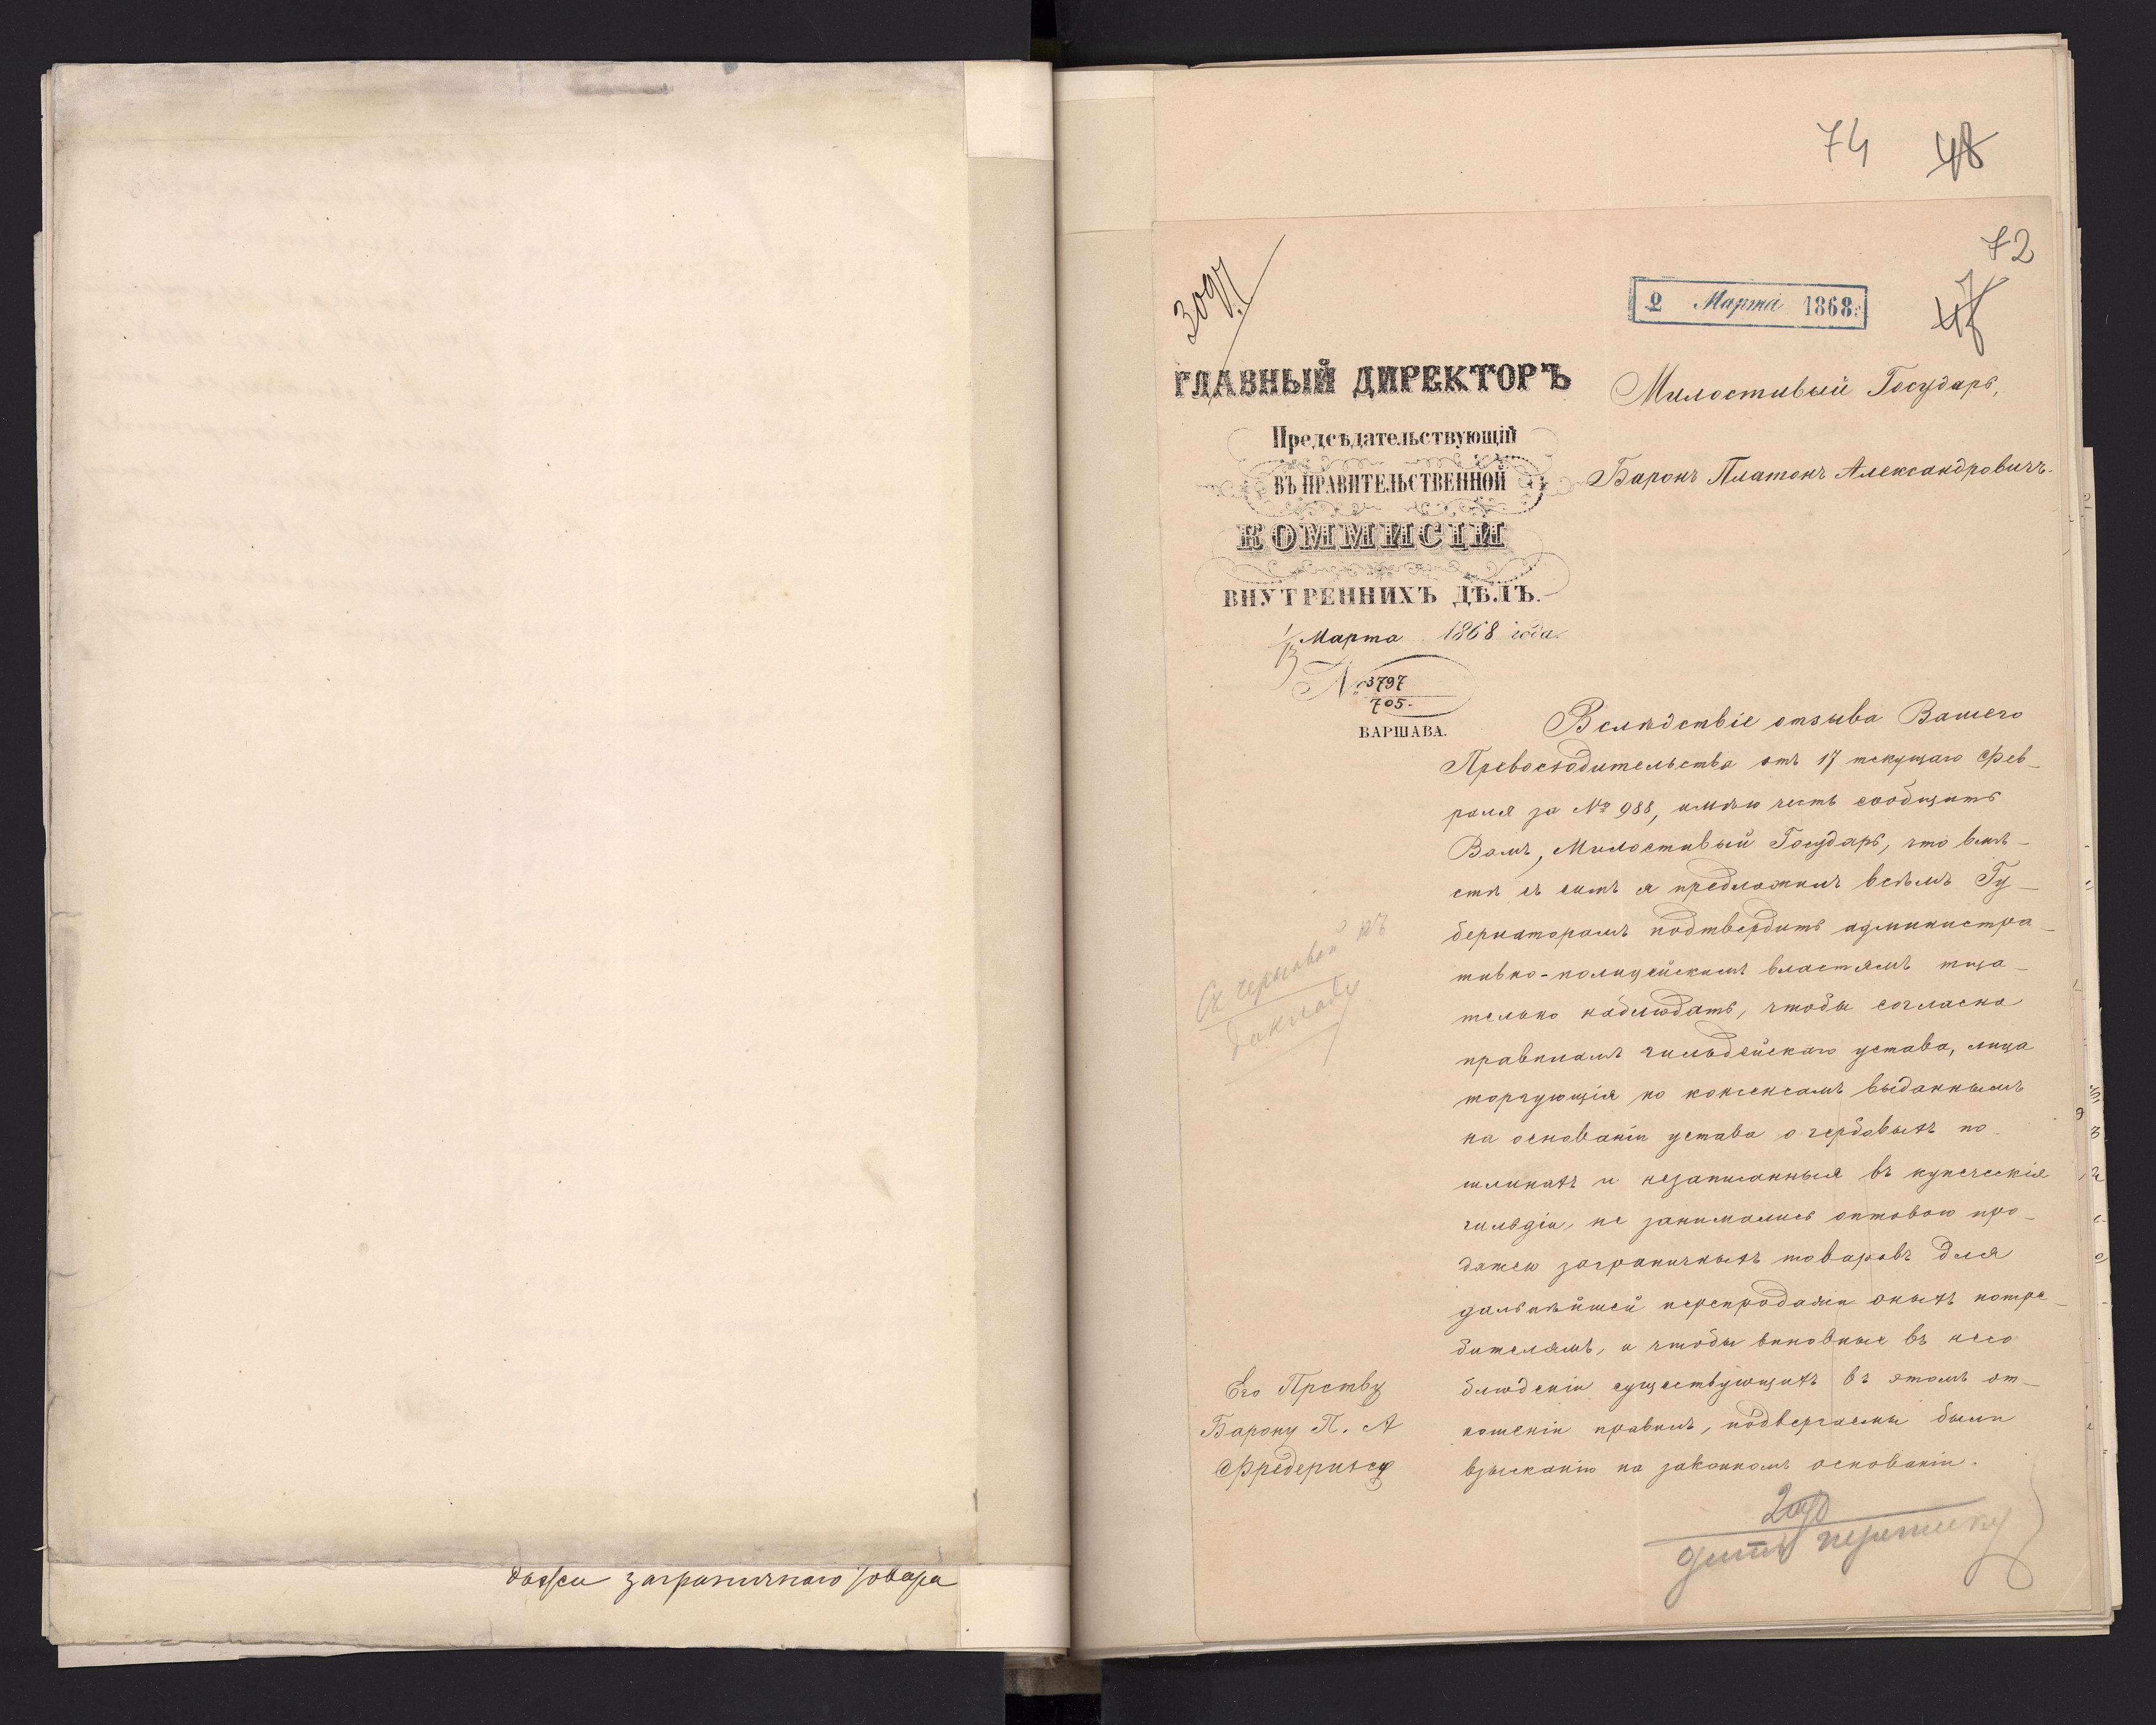 дажи заграничнаго товара
74 48
72
47
3097
2 Марта 1868 г.
ГЛАВНЫЙ ДИРЕКТОРЪ
Предсѣдательствующій
ВЪ ПРАВИТЕЛЬСТВЕННОЙ
КОММИСІИ
ВНУТРЕННИХЪ ДѢЛЪ.
1/13 Марта 1868 года.
№ 3797
705.
ВАРШАВА.
Милостивый Государь,
Баронъ Платонъ Александровичъ.
Вслѣдствіе отзыва Вашего
Превосходительства отъ 17 текущаго Фев-
раля за № 988, имѣю честь сообщить
Вамъ, Милостивый Государь, что вмѣ-
стѣ съ симъ я предложилъ всѣмъ Гу-
бернаторамъ подтвердить администра-
тивно-полицейскимъ властямъ тща-
тельно наблюдать, чтобы согласно
правиламъ гильдейскаго устава, лица
торгующія по консенсамъ выданнымъ
на основаніи устава о гербовыхъ по-
шлинахъ и незаписанныя въ купеческія
гильдіи, не занимались оптовою про-
дажею заграничныхъ товаровъ для
дальнѣйшей перепродажи оныхъ потре-
бителямъ, и чтобы виновные въ несо
блюденіи существующихъ въ этомъ от-
ношеніи правилъ, подвергаемы были
взысканію на законномъ основаніи.
Съ черновой къ
докладу
Его Прству
Барону П. А
Фредериксу